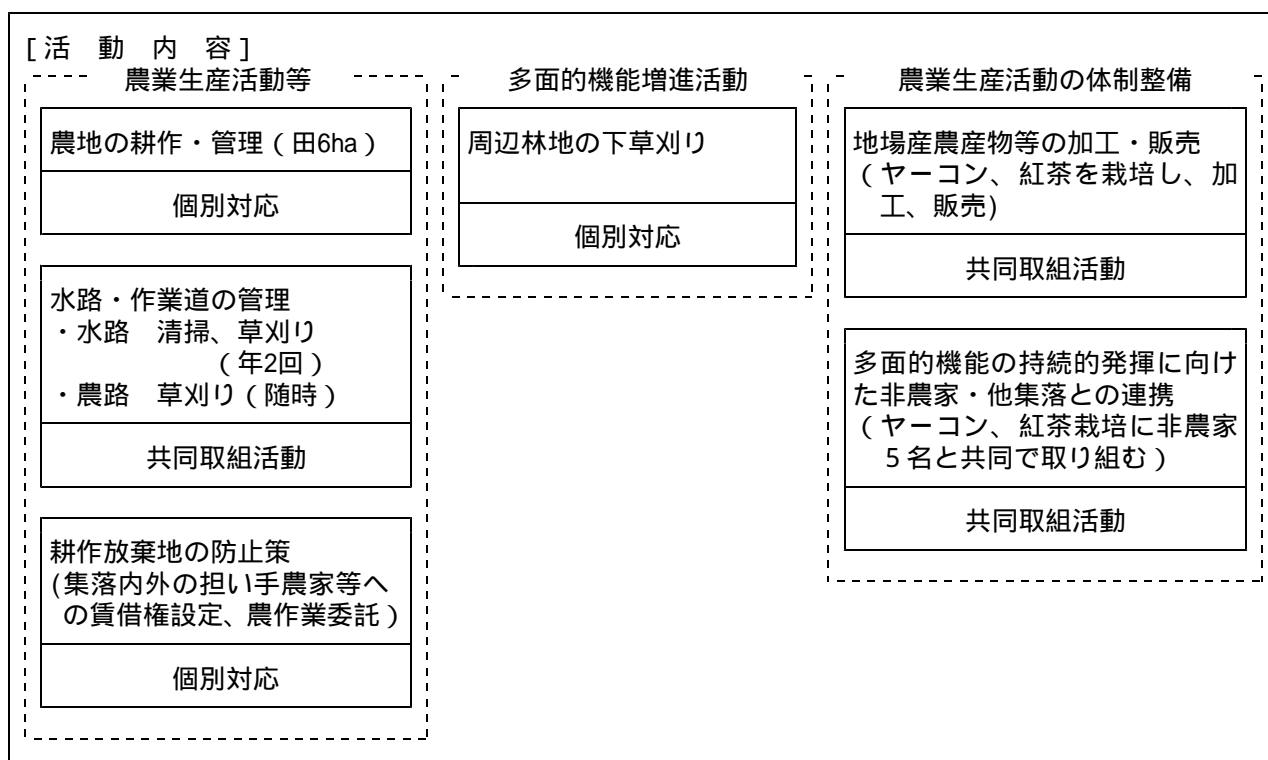 [活 動 内 容]
農業生産活動等
農地の耕作・管理(田6ha)
個別対応
水路・作業道の管理
・水路 清掃、草刈り
(年2回)
・農路 草刈り(随時)
共同取組活動
耕作放棄地の防止策
(集落内外の担い手農家等へ
の賃借権設定、農作業委託)
個別対応
多面的機能増進活動
周辺林地の下草刈り
個別対応
農業生産活動の体制整備
地場産農産物等の加工・販売
(ヤーコン、紅茶を栽培し、加
工、販売)
共同取組活動
多面的機能の持続的発揮に向け
た非農家・他集落との連携
(ヤーコン、紅茶栽培に非農家
5名と共同で取り組む)
共同取組活動